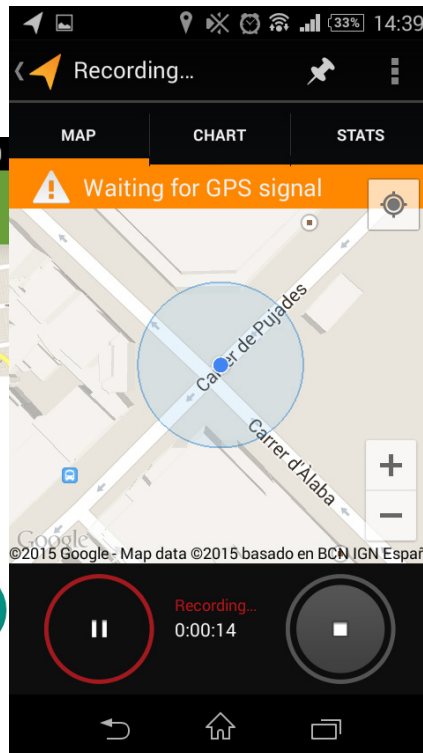 33% 14:39
Recording...
MAP CHART STATS
Waiting for GPS signal
Carrer de Pujades
Carrer d'Àlaba
Google
©2015 Google - Map data ©2015 basado en BCN IGN Españ
Recording...
0:00:14